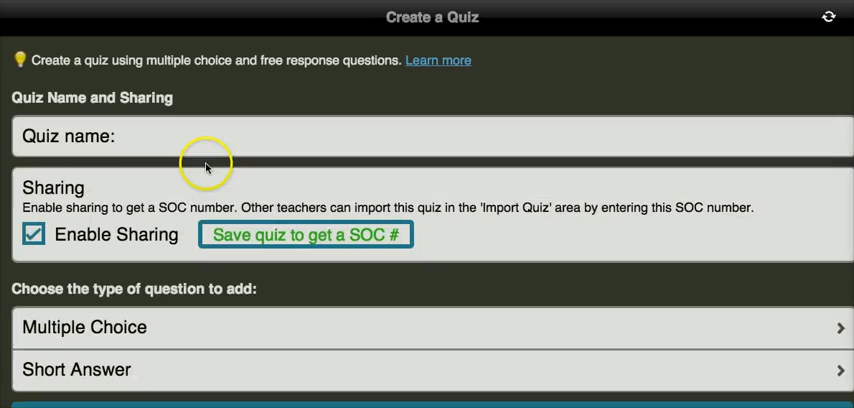 Create a Quiz
Create a quiz using multiple choice and free response questions. Learn more
Quiz Name and Sharing
Quiz name:
Sharing
Enable sharing to get a SOC number. Other teachers can import this quiz in the 'Import Quiz' area by entering this SOC number.
Enable Sharing Save quiz to get a SOC #
Choose the type of question to add:
Multiple Choice
Short Answer